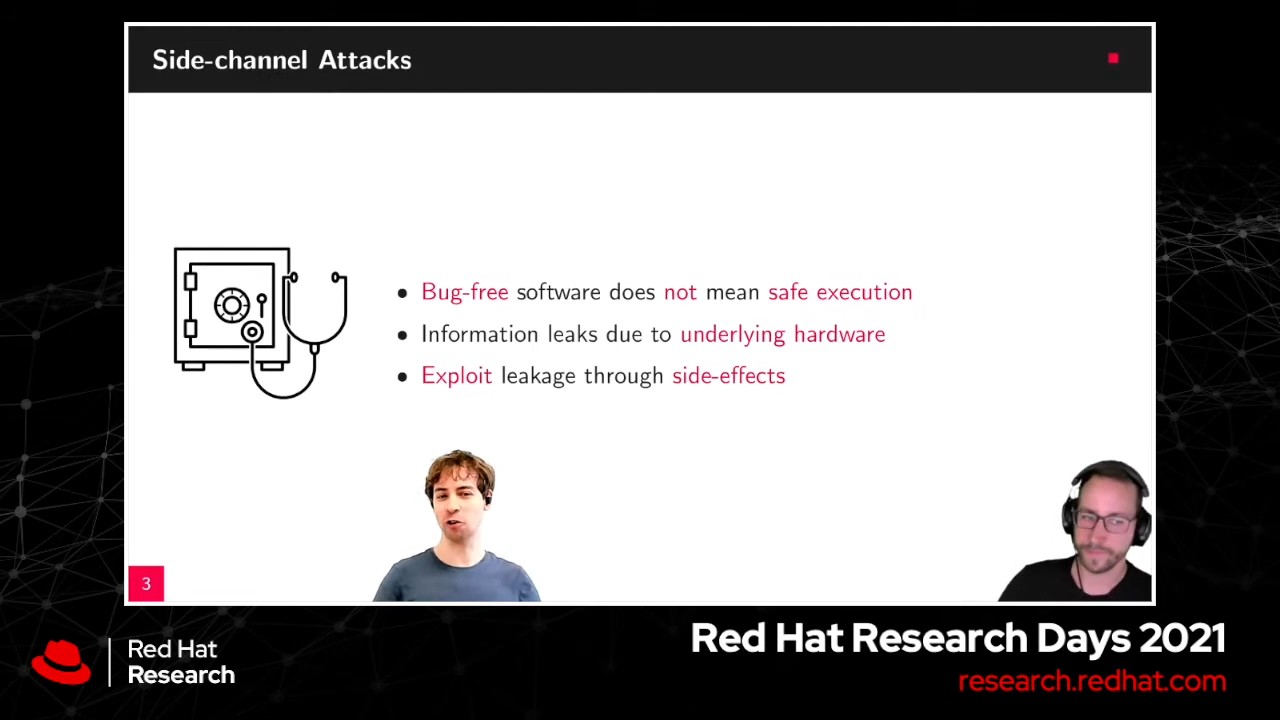 Side-channel Attacks
• Bug-free software does not mean safe execution
• Information leaks due to underlying hardware
• Exploit leakage through side-effects
3
Red Hat
Research
Red Hat Research Days 2021
research.redhat.com